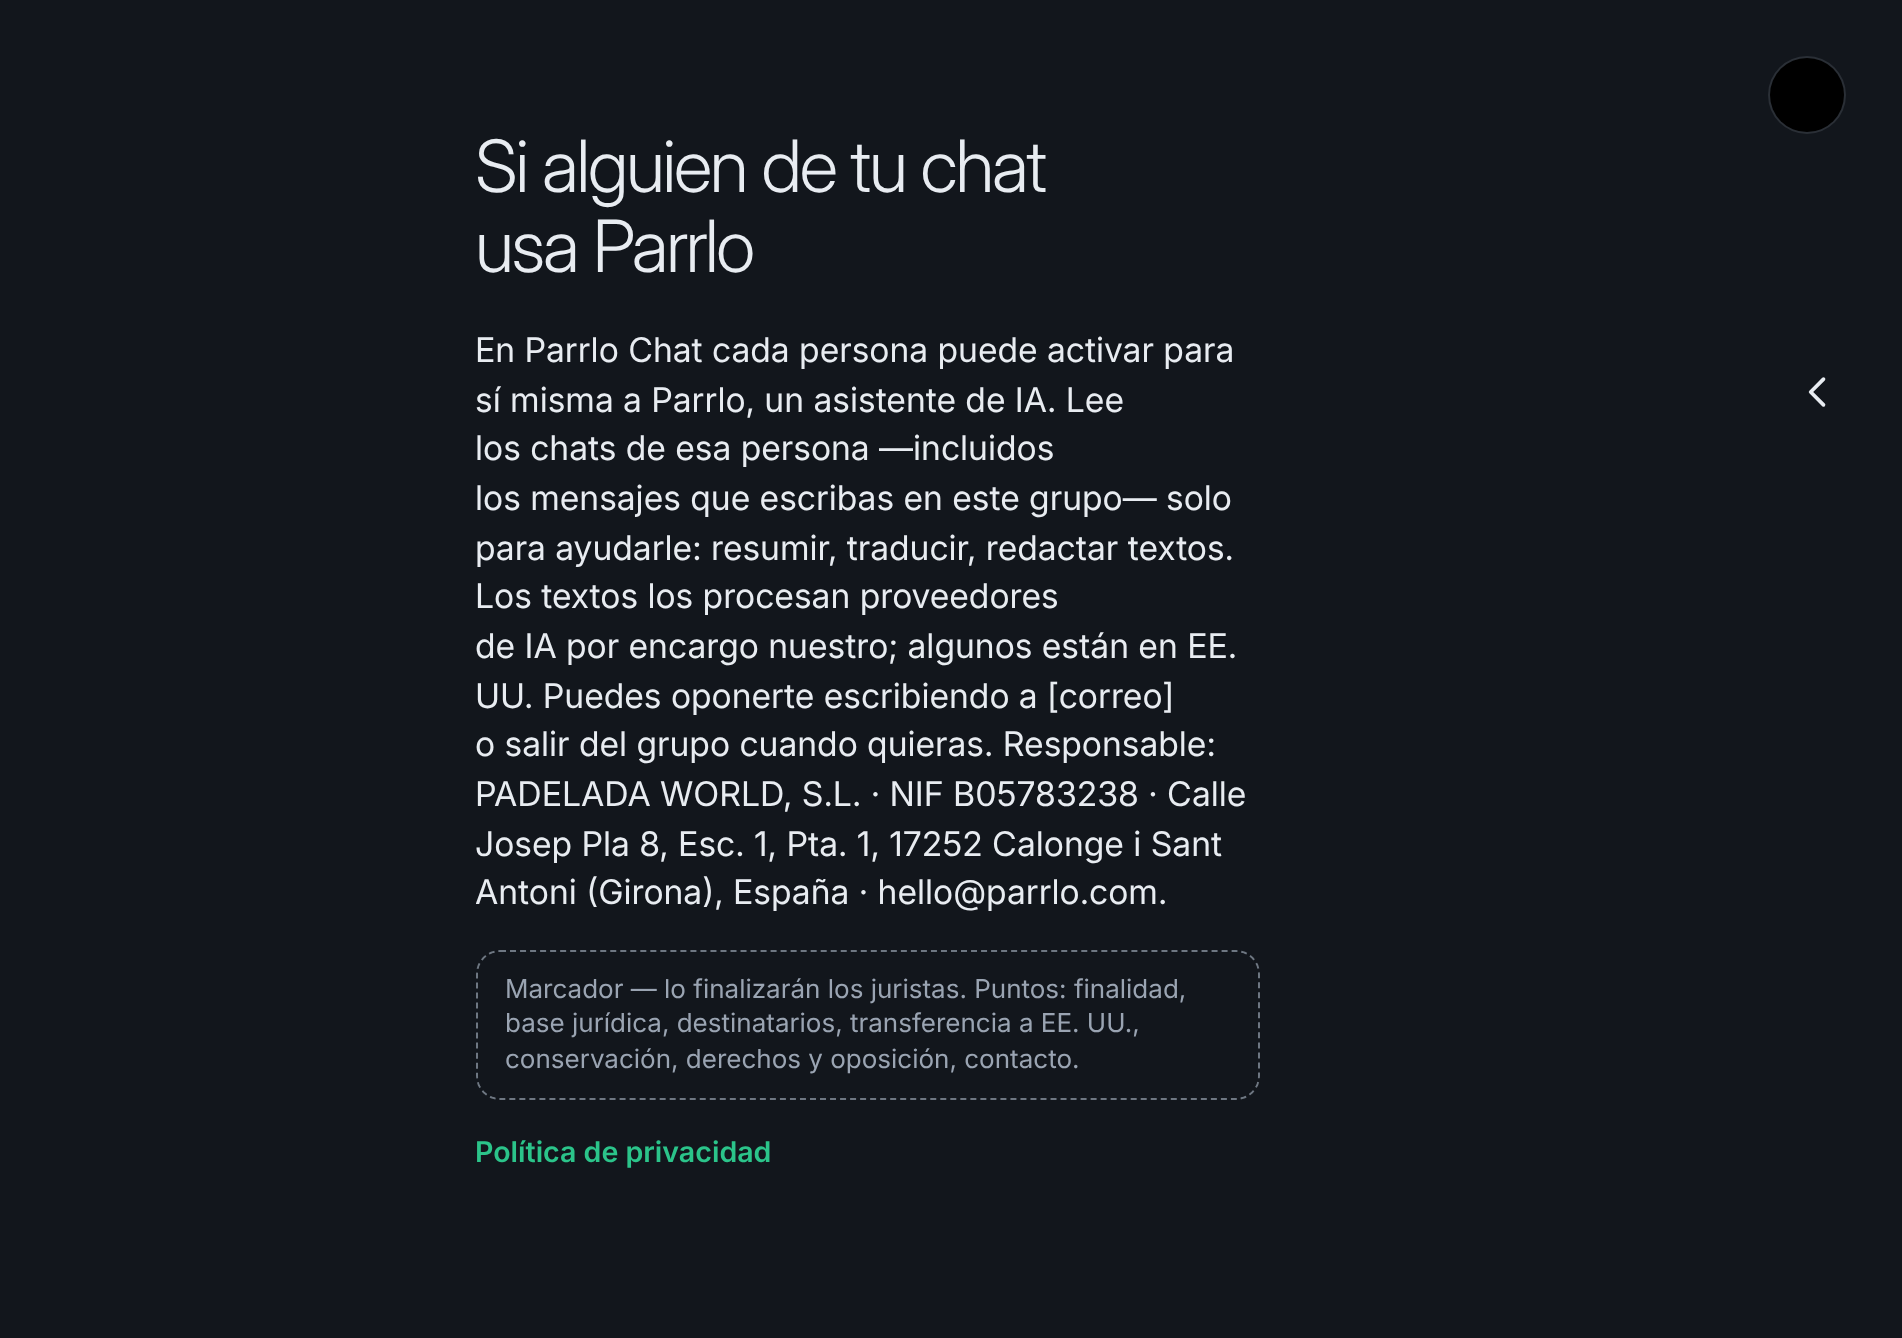 Si alguien de tu chat
usa Parrlo
En Parrlo Chat cada persona puede activar para
sí misma a Parrlo, un asistente de IA. Lee
los chats de esa persona —incluidos
los mensajes que escribas en este grupo— solo
para ayudarle: resumir, traducir, redactar textos.
Los textos los procesan proveedores
de IA por encargo nuestro; algunos están en EE.
UU. Puedes oponerte escribiendo a [correo]
o salir del grupo cuando quieras. Responsable:
PADELADA WORLD, S.L. · NIF B05783238 · Calle
Josep Pla 8, Esc. 1, Pta. 1, 17252 Calonge i Sant
Antoni (Girona), España · hello@parrlo.com.
Marcador — lo finalizarán los juristas. Puntos: finalidad,
base jurídica, destinatarios, transferencia a EE. UU.,
conservación, derechos y oposición, contacto.
Política de privacidad